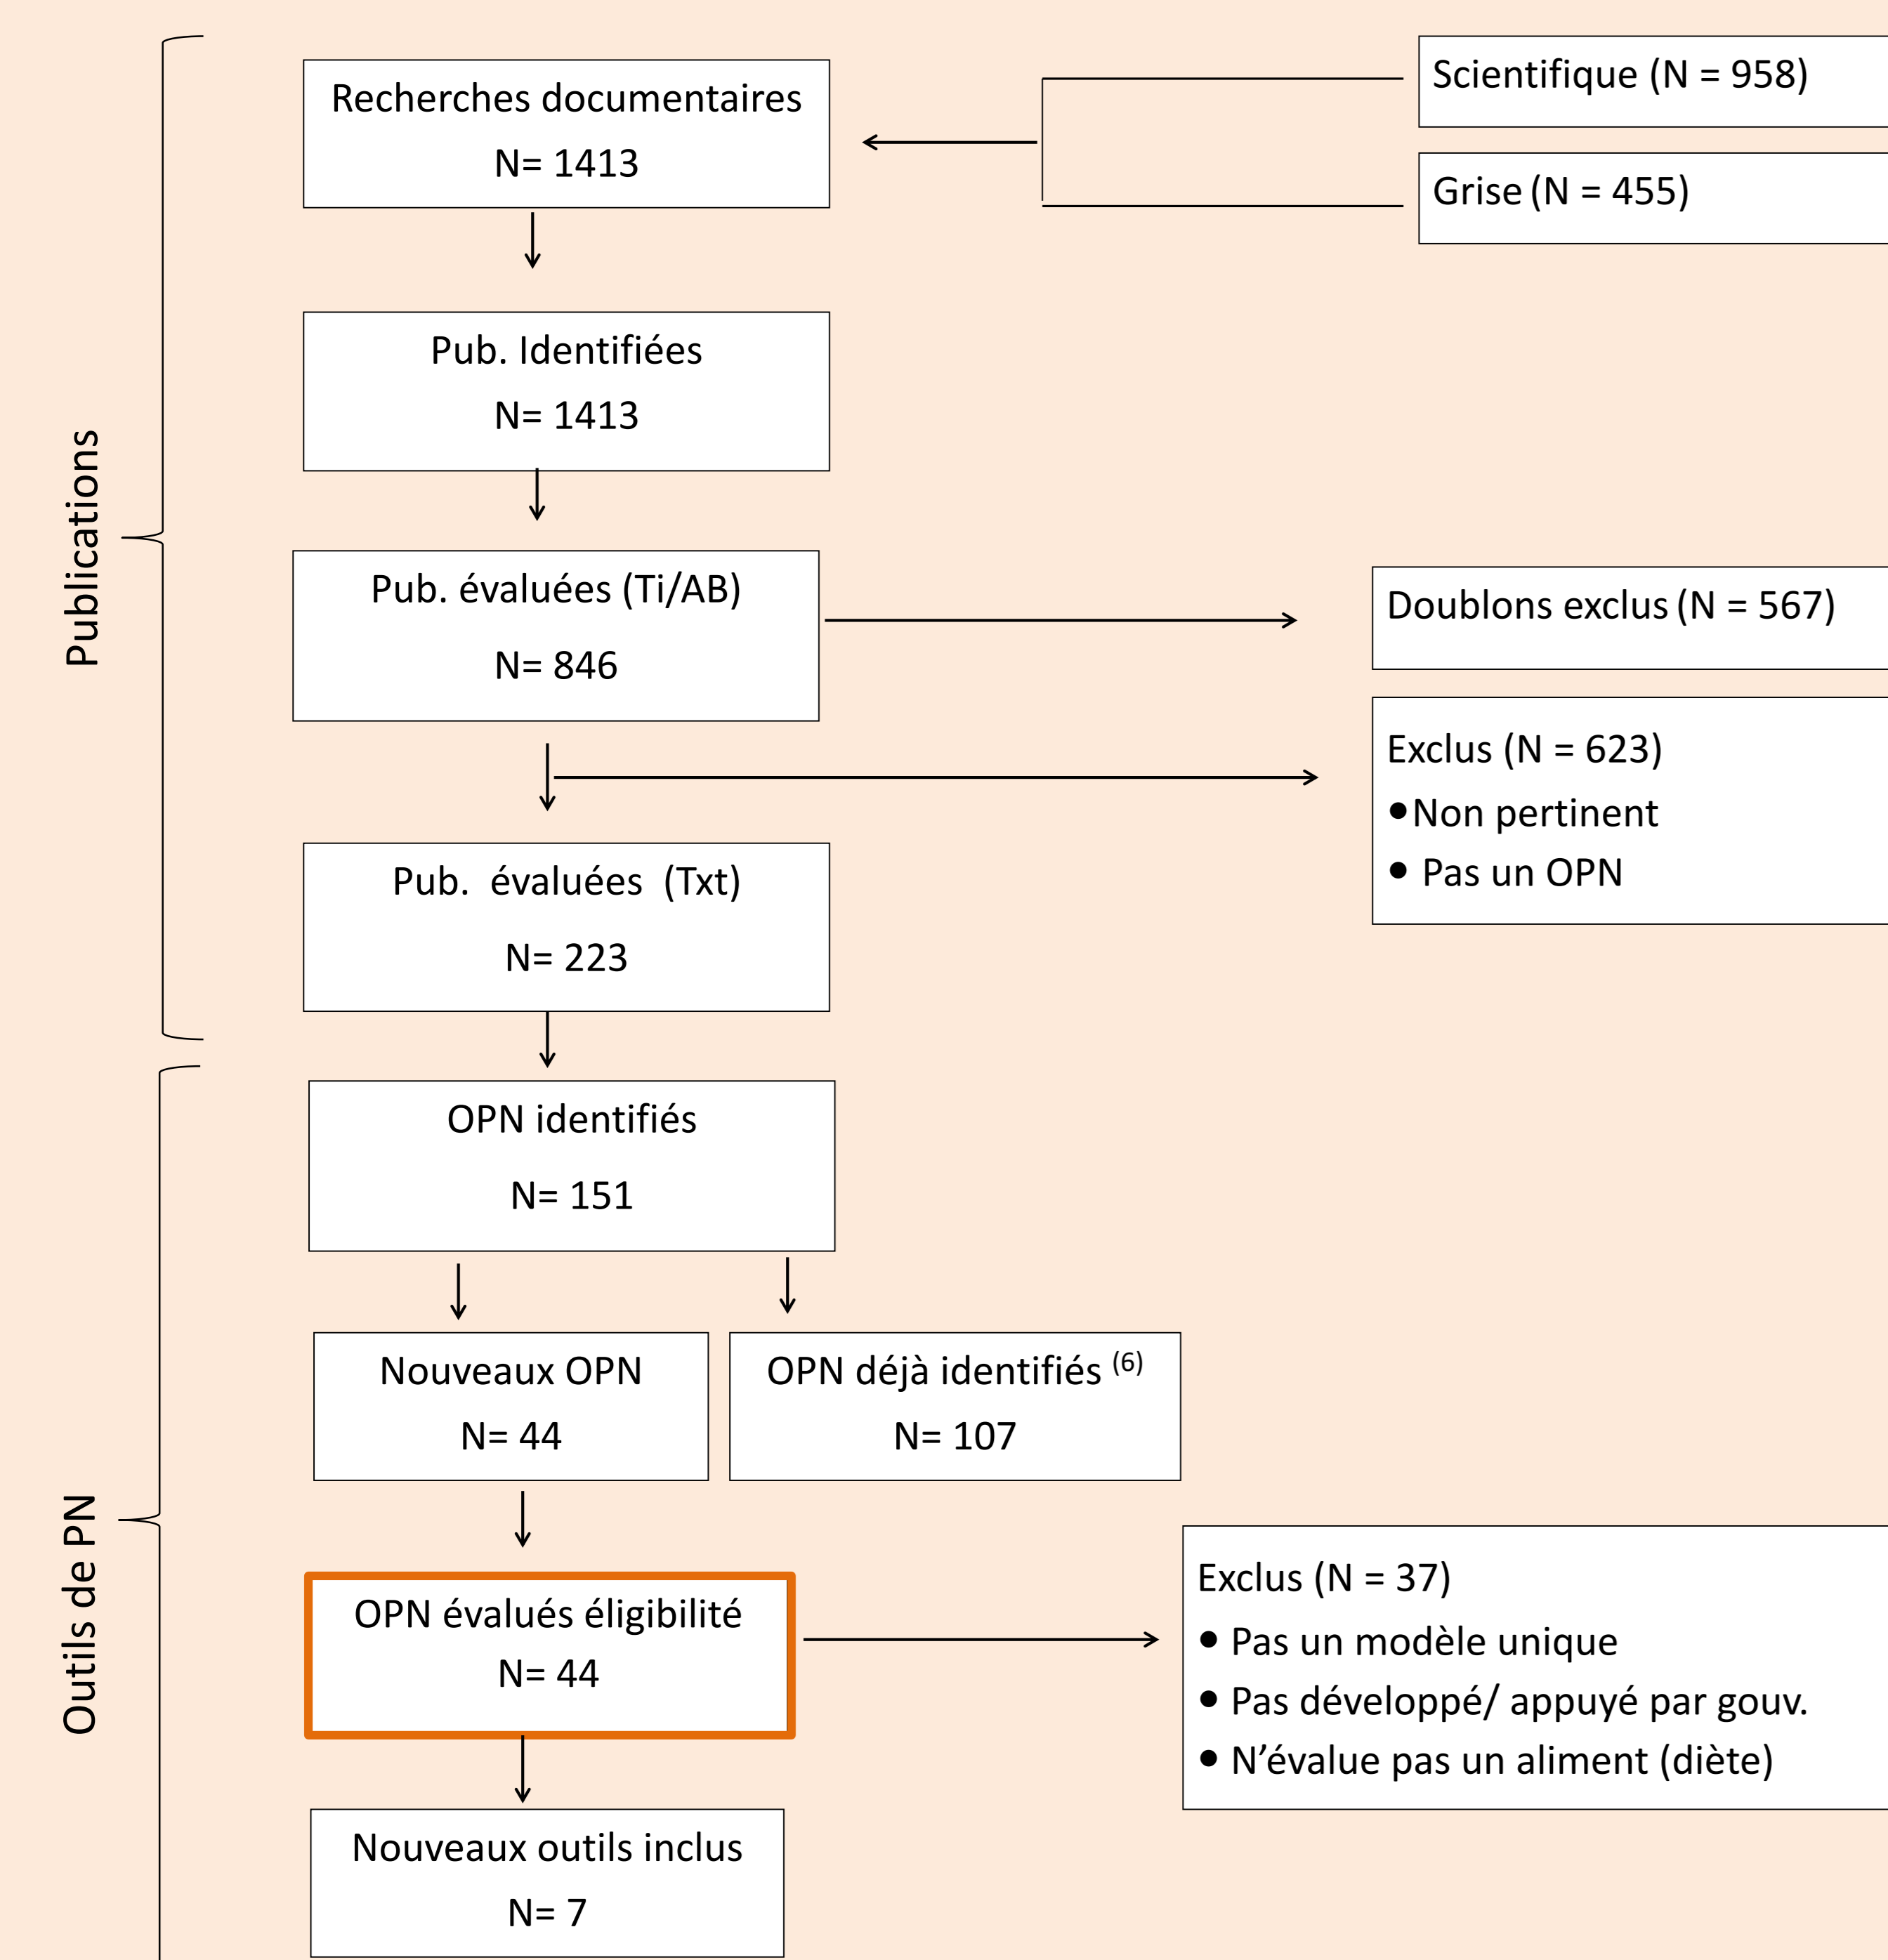 Publications
Recherches documentaires
N= 1413
Scientifique (N = 958)
Grise (N = 455)
Pub. Identifiées
N= 1413
Pub. évaluées (Ti/AB)
N= 846
Doublons exclus (N = 567)
Exclus (N = 623)
●Non pertinent
● Pas un OPN
Pub. évaluées (Txt)
N= 223
Outils de PN
OPN identifiés
N= 151
Nouveaux OPN
N= 44
OPN déjà identifiés (6)
N= 107
OPN évalués éligibilité
N= 44
Exclus (N = 37)
● Pas un modèle unique
● Pas développé/ appuyé par gouv.
● N’évalue pas un aliment (diète)
Nouveaux outils inclus
N= 7